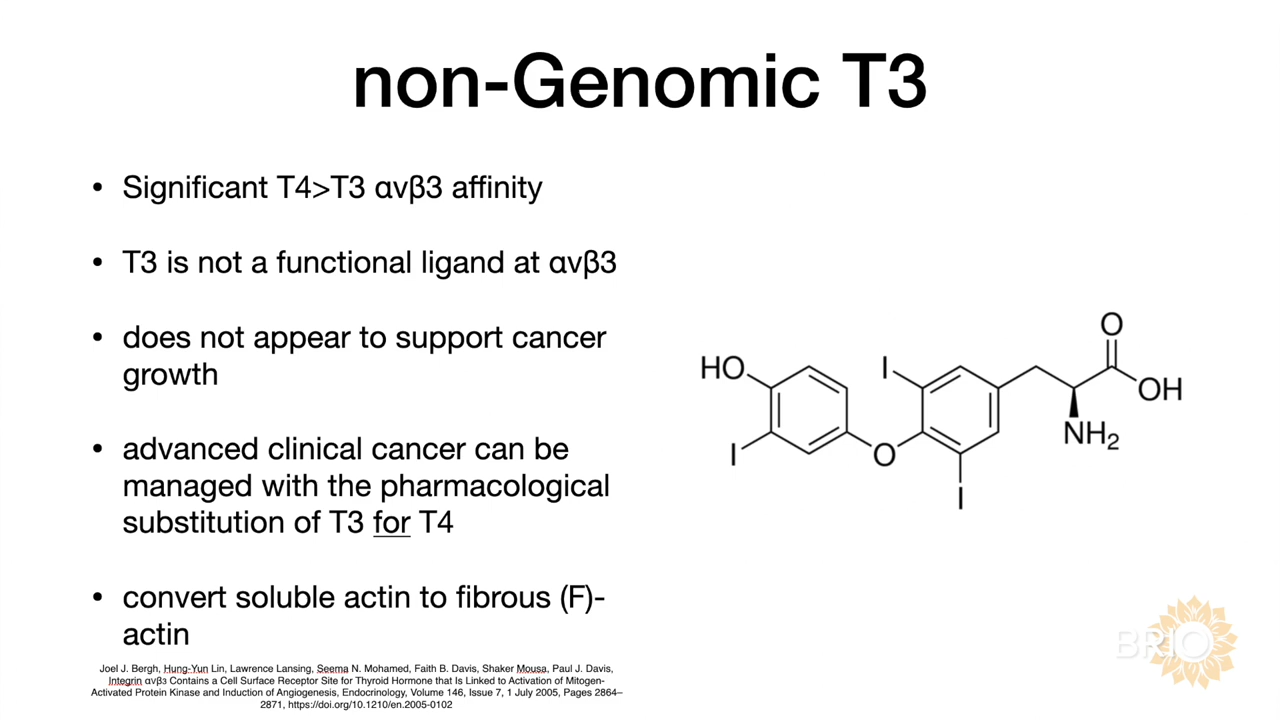 non-Genomic T3
• Significant T4>T3 αvβ3 affinity
• T3 is not a functional ligand at αvβ3
• does not appear to support cancer
growth
• advanced clinical cancer can be
managed with the pharmacological
substitution of T3 for T4
• convert soluble actin to fibrous (F)-
actin
Joel J. Bergh, Hung-Yun Lin, Lawrence Lansing, Seema N. Mohamed, Faith B. Davis, Shaker Mousa, Paul J. Davis,
Integrin αvβ₃ Contains a Cell Surface Receptor Site for Thyroid Hormone that Is Linked to Activation of Mitogen-
Activated Protein Kinase and Induction of Angiogenesis, Endocrinology, Volume 146, Issue 7, 1 July 2005, Pages 2864–
2871, https://doi.org/10.1210/en.2005-0102
HO
I
O
I
I
O
OH
NH₂
BRIO